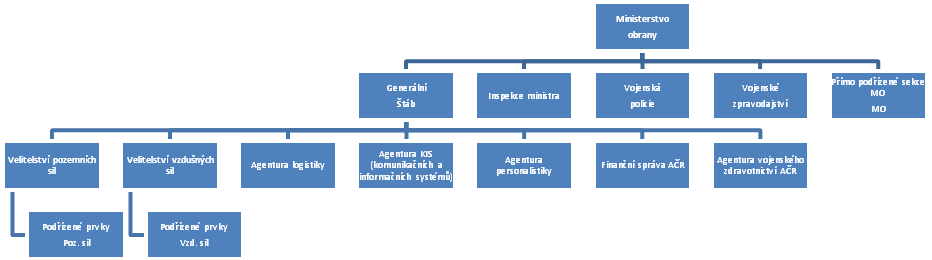 Ministerstvo
obrany
Generální
Štáb
Inspekce ministra
Vojenská
policie
Vojenské
zpravodajství
Přímo podřízené sekce
MO
MO
Velitelství pozemních
sil
Velitelství vzdušných
sil
Agentura logistiky
Agentura KIS
(komunikačních a
informačních systémů)
Agentura
personalistiky
Finanční správa AČR
Agentura vojenského
zdravotnictví AČR
Podřízené prvky
Poz. sil
Podřízené prvky
Vzd. sil